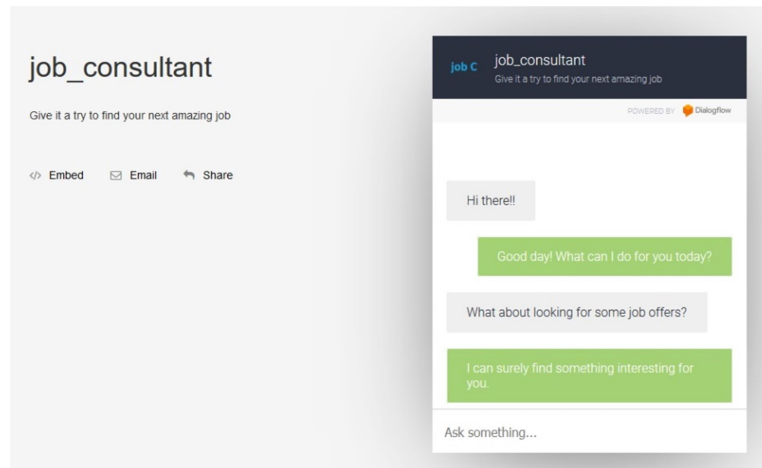 job_consultant
Give it a try to find your next amazing job
</> Embed
Email
Share
job C
job_consultant
Give it a try to find your next amazing job
POWERED BY Dialogflow
Hi there!!
Good day! What can I do for you today?
What about looking for some job offers?
I can surely find something interesting for
you.
Ask something...